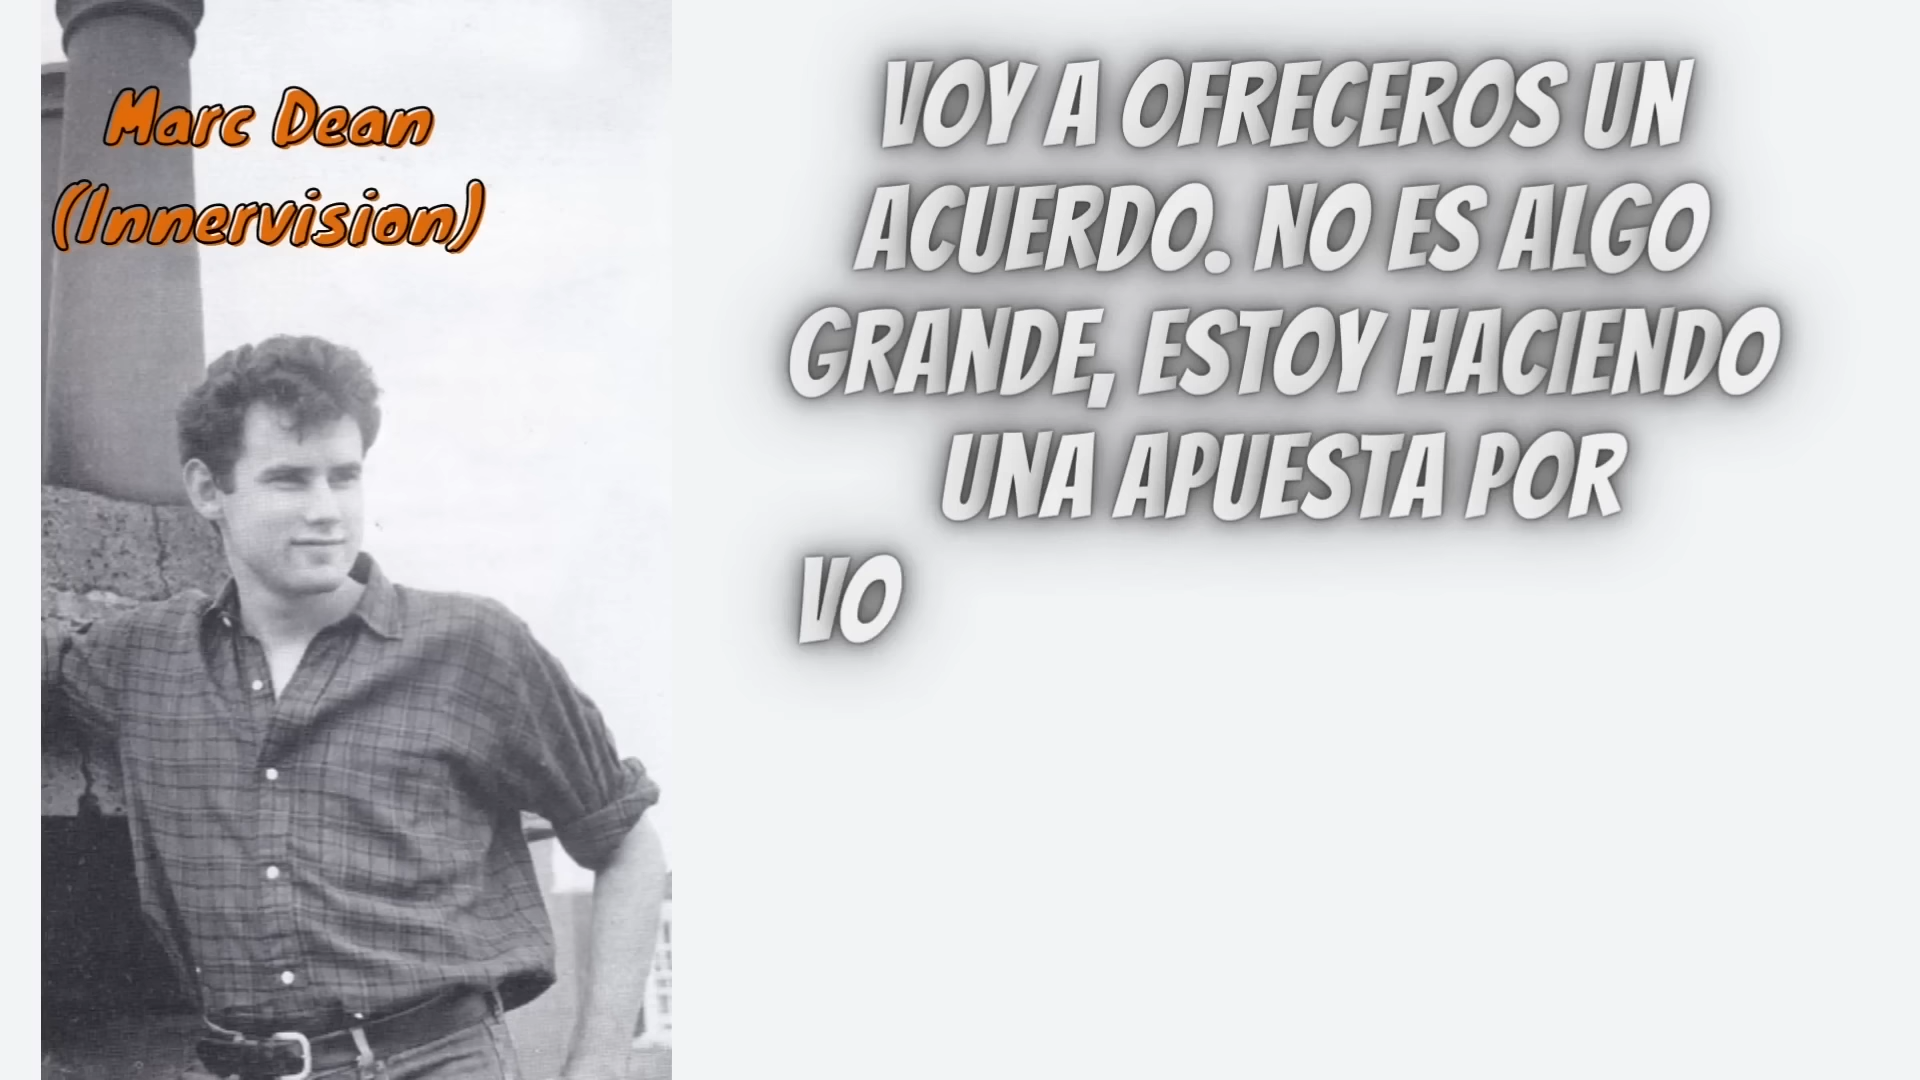 Marc Dean
(Innervision)
VOY A OFRECEROS UN
ACUERDO. NO ES ALGO
GRANDE, ESTOY HACIENDO
UNA APUESTA POR
VO